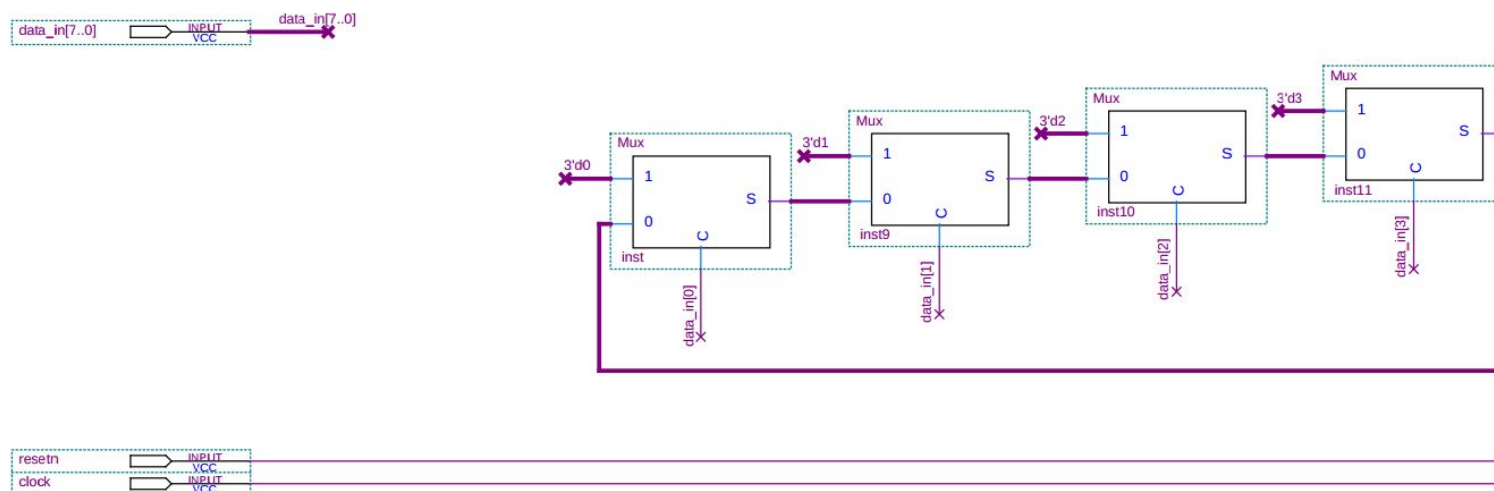 data_in[7..0]
INPUT
VCC
data_in[7..0]
Mux
3'd0
1
0
S
C
inst
data_in[0]
Mux
3'd1
1
0
S
C
inst9
data_in[1]
Mux
3'd2
1
0
S
C
inst10
data_in[2]
Mux
3'd3
1
0
S
C
inst11
data_in[3]
resetn
INPUT
VCC
clock
INPUT
VCC